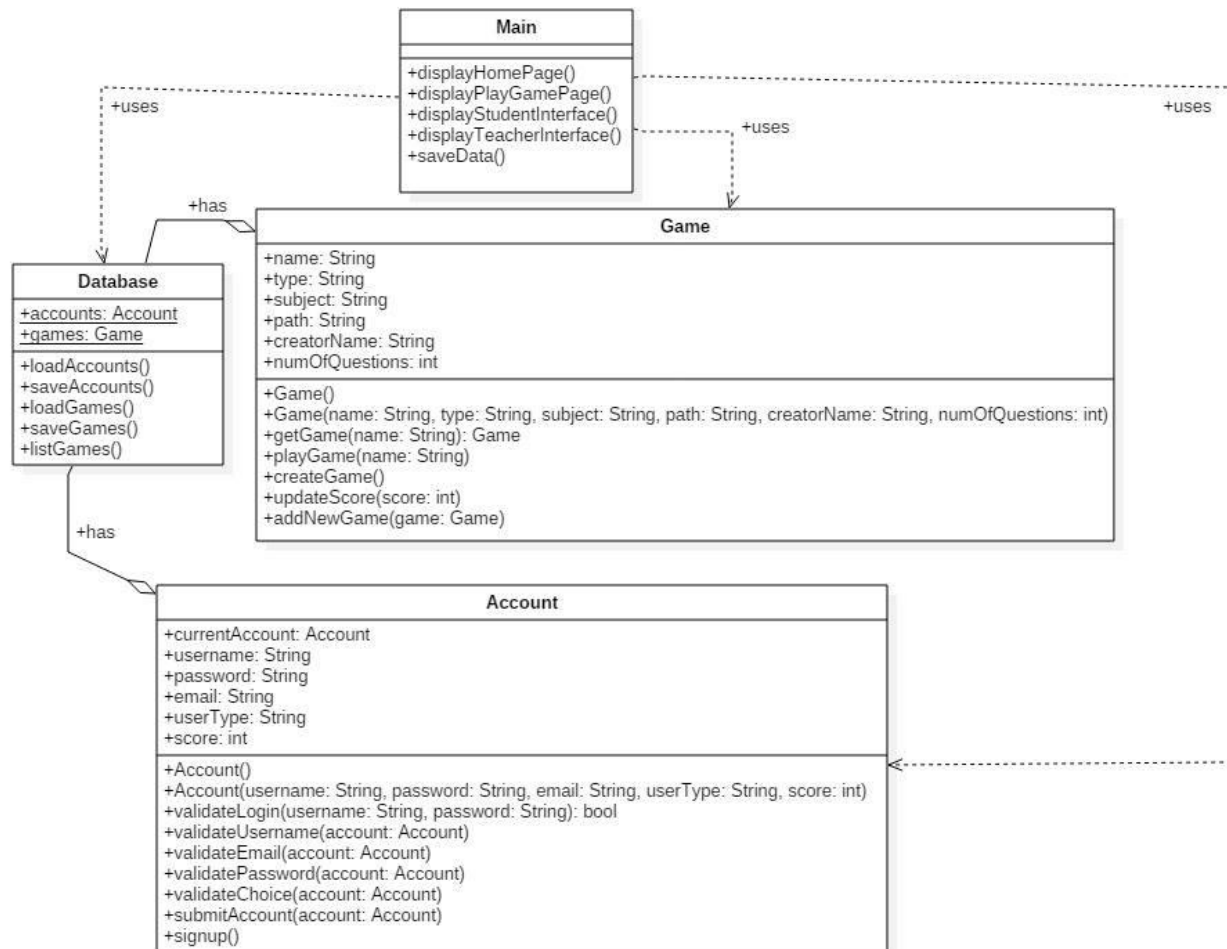 Main
+displayHomePage()
+displayPlayGamePage()
+displayStudentInterface()
+displayTeacherInterface()
+saveData()
+uses
+uses
+uses
+has
Game
+name: String
+type: String
+subject: String
+path: String
+creatorName: String
+numOfQuestions: int
+Game()
+Game(name: String, type: String, subject: String, path: String, creatorName: String, numOfQuestions: int)
+getGame(name: String): Game
+playGame(name: String)
+createGame()
+updateScore(score: int)
+addNewGame(game: Game)
Database
+accounts: Account
+games: Game
+loadAccounts()
+saveAccounts()
+loadGames()
+saveGames()
+listGames()
+has
Account
+currentAccount: Account
+username: String
+password: String
+email: String
+userType: String
+score: int
+Account()
+Account(username: String, password: String, email: String, userType: String, score: int)
+validateLogin(username: String, password: String): bool
+validateUsername(account: Account)
+validateEmail(account: Account)
+validatePassword(account: Account)
+validateChoice(account: Account)
+submitAccount(account: Account)
+signup()